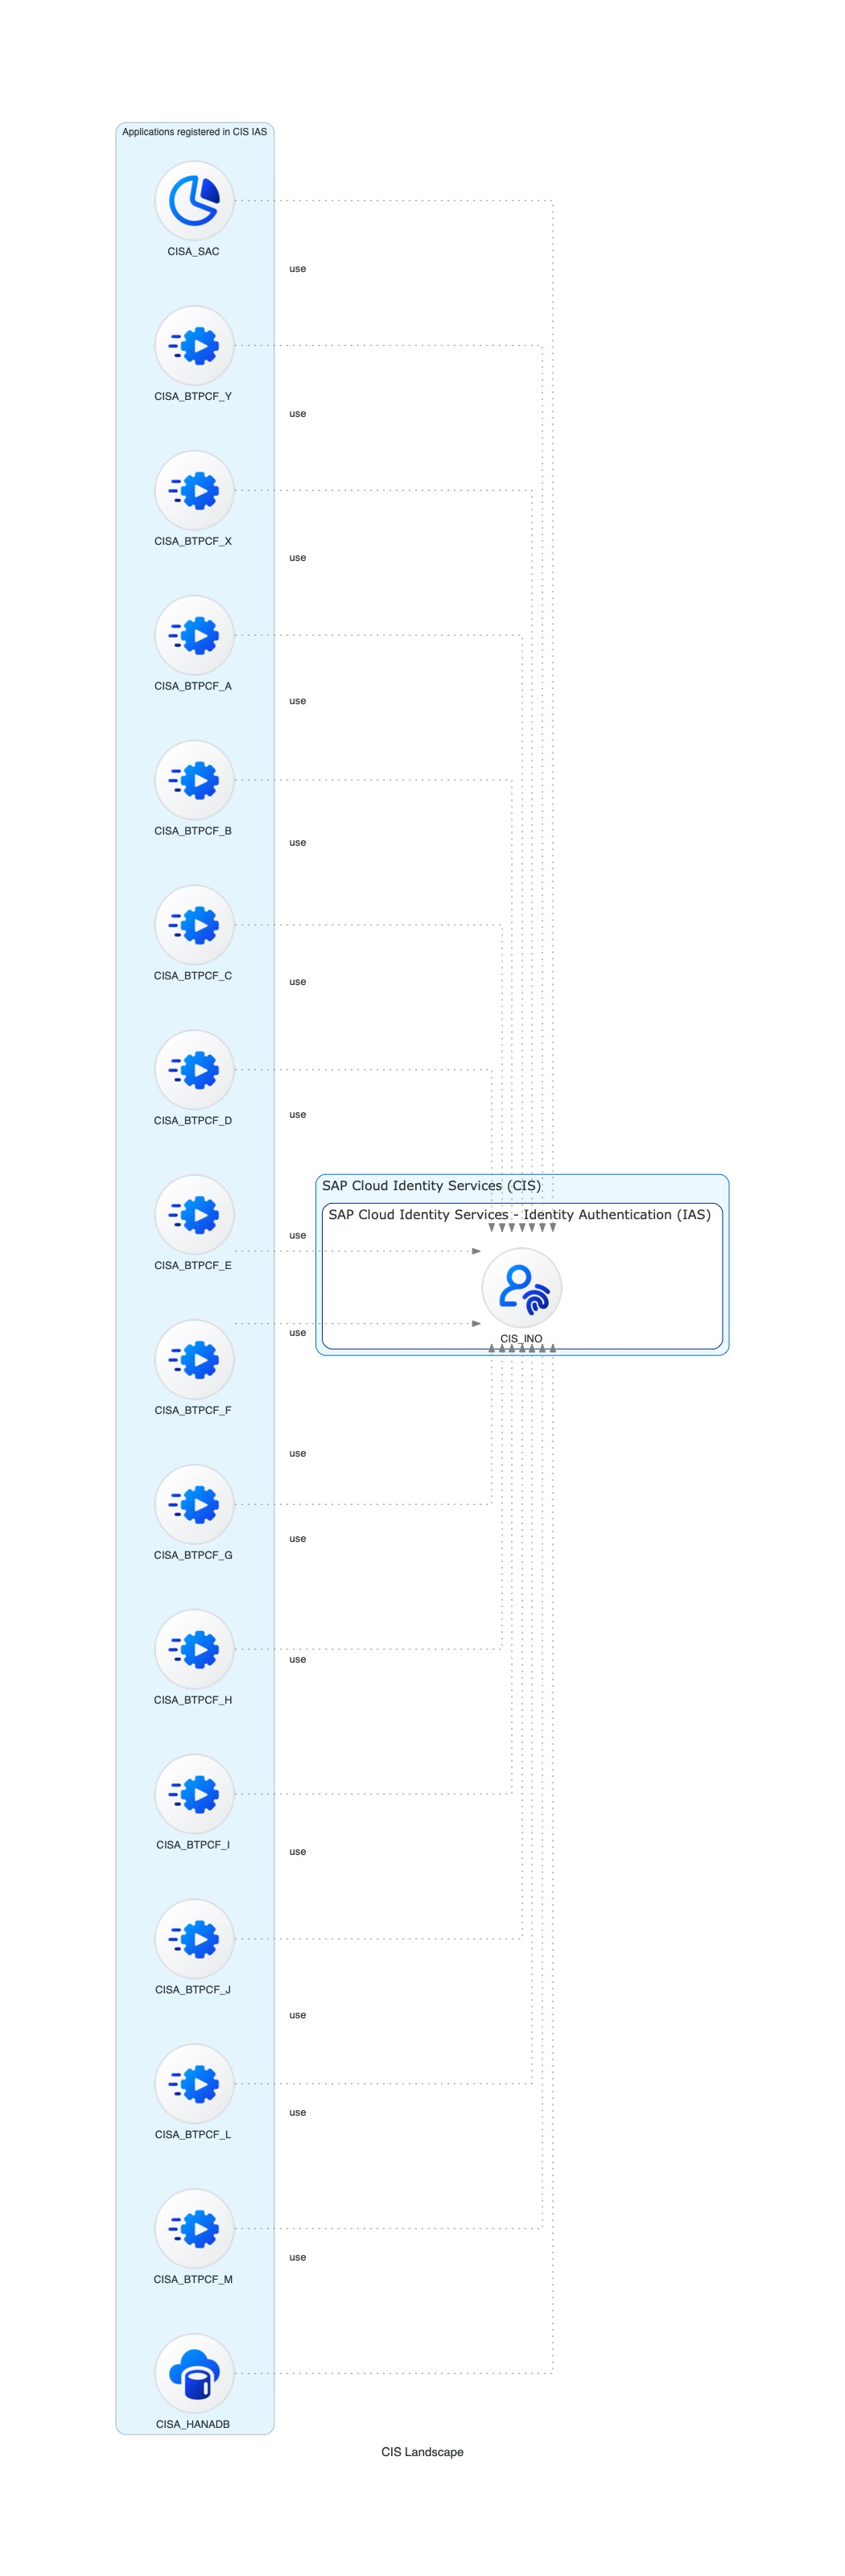 Applications registered in CIS IAS
CISA_SAC
use
CISA_BTPCF_Y
use
CISA_BTPCF_X
use
CISA_BTPCF_A
use
CISA_BTPCF_B
use
CISA_BTPCF_C
use
CISA_BTPCF_D
use
SAP Cloud Identity Services (CIS)
SAP Cloud Identity Services - Identity Authentication (IAS)
use
CISA_BTPCF_E
use
CIS_INO
CISA_BTPCF_F
use
use
CISA_BTPCF_G
use
CISA_BTPCF_H
CISA_BTPCF_I
use
CISA_BTPCF_J
use
use
CISA_BTPCF_L
use
CISA_BTPCF_M
CISA_HANADB
CIS Landscape